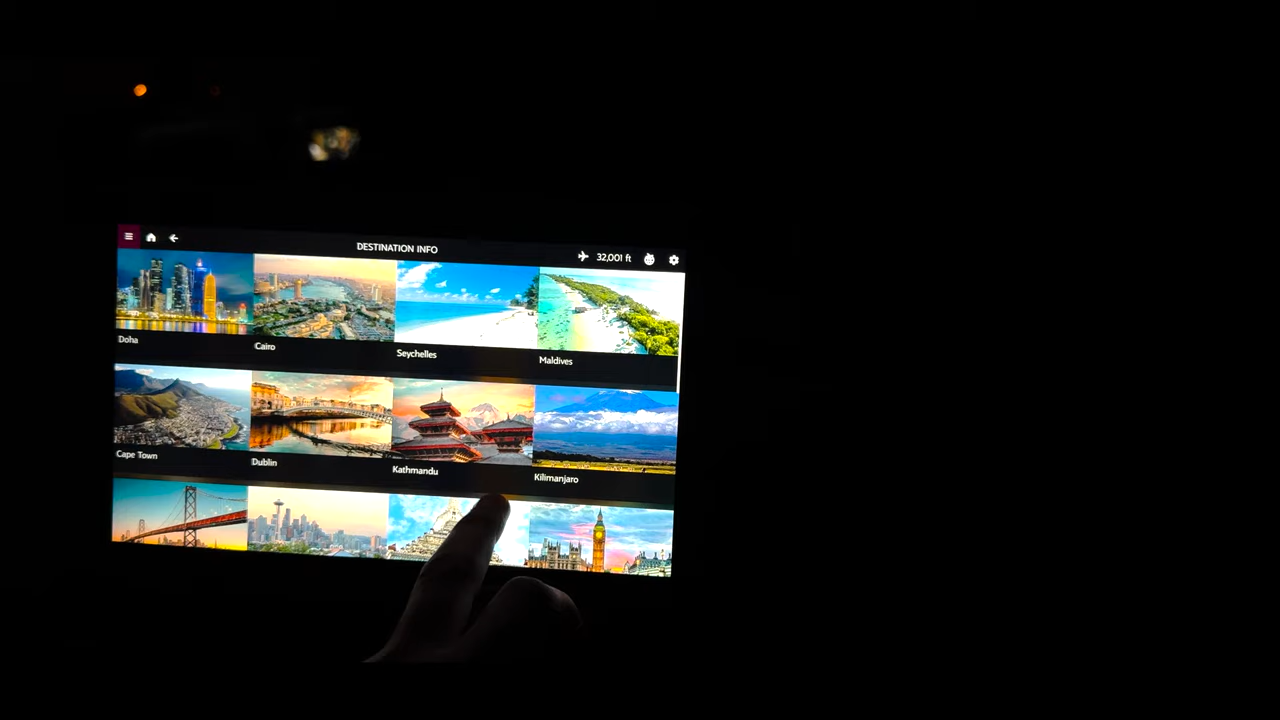 DESTINATION INFO
32,001 ft
Doha
Cairo
Seychelles
Maldives
Cape Town
Dublin
Kathmandu
Kilimanjaro